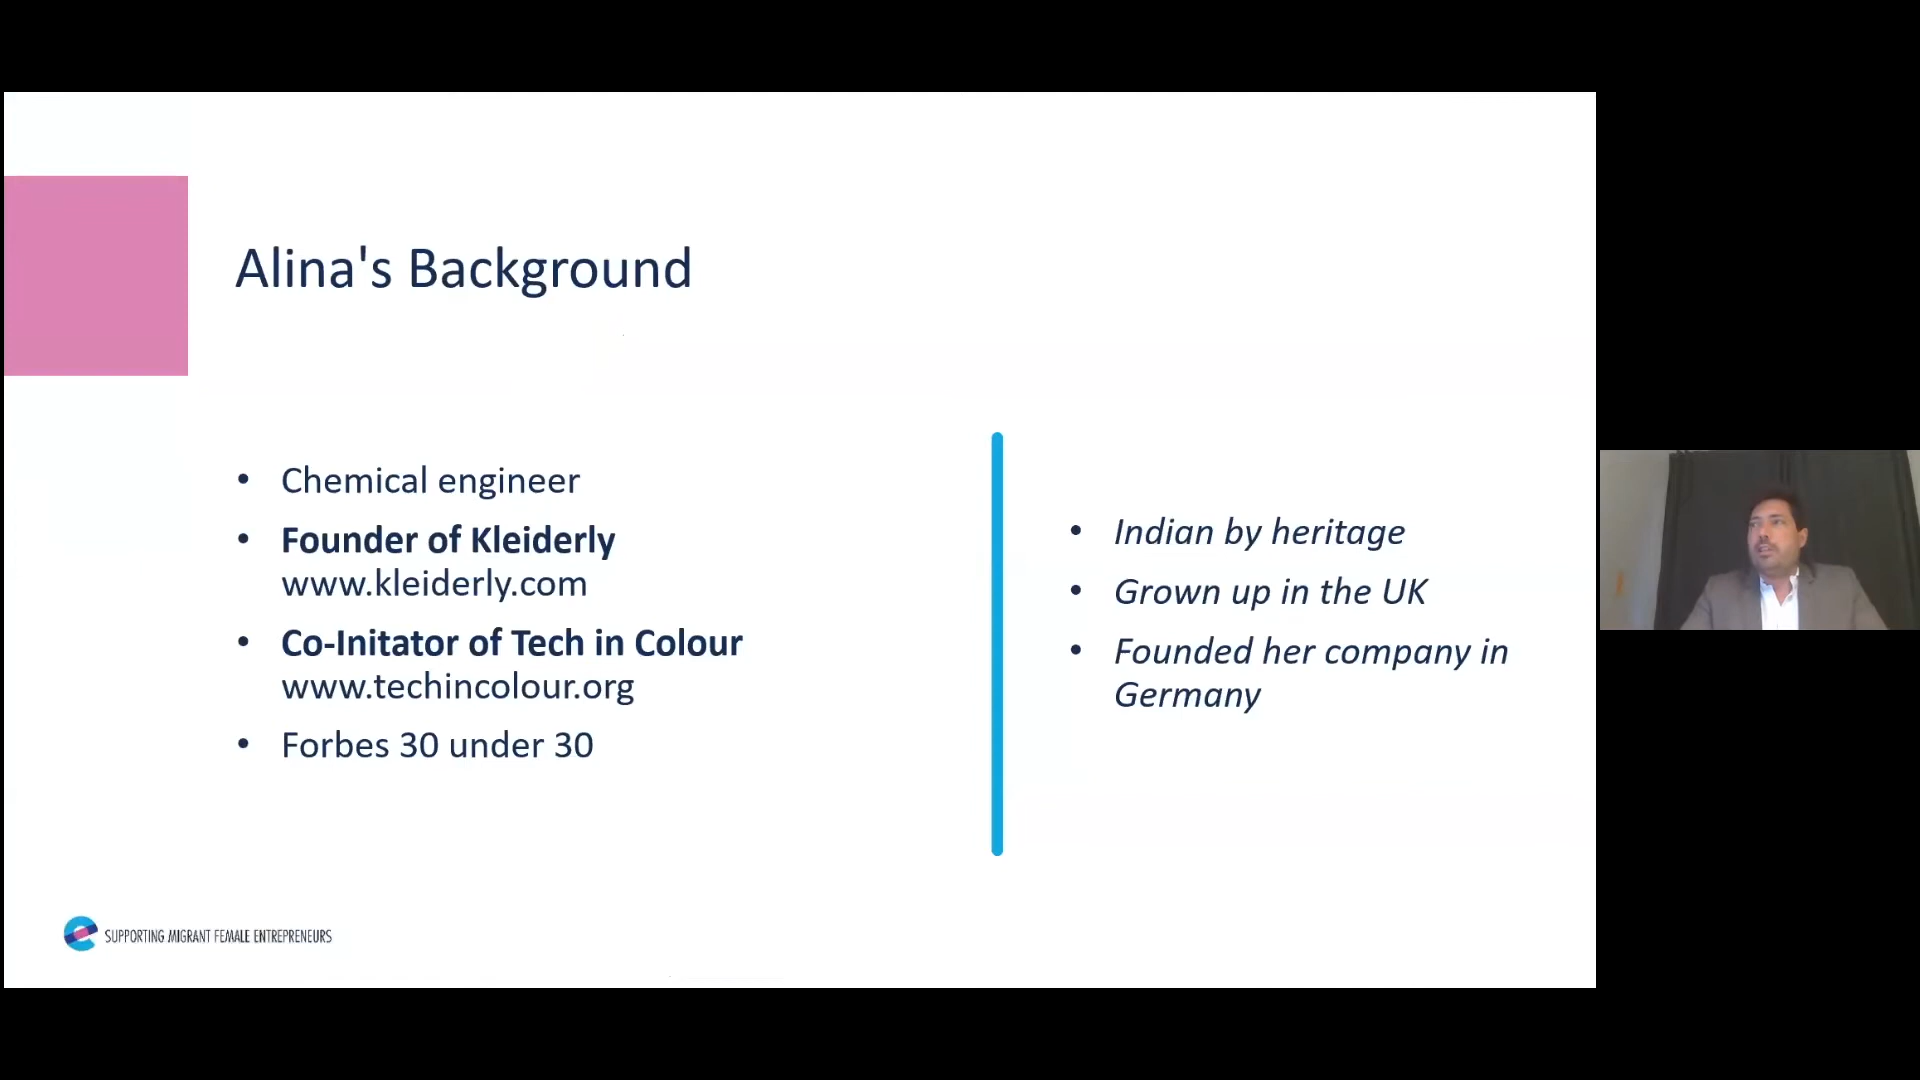 Alina's Background
• Chemical engineer
• Founder of Kleiderly
www.kleiderly.com
• Co-Initator of Tech in Colour
www.techincolour.org
• Forbes 30 under 30
• Indian by heritage
• Grown up in the UK
• Founded her company in
Germany
SUPPORTING MIGRANT FEMALE ENTREPRENEURS